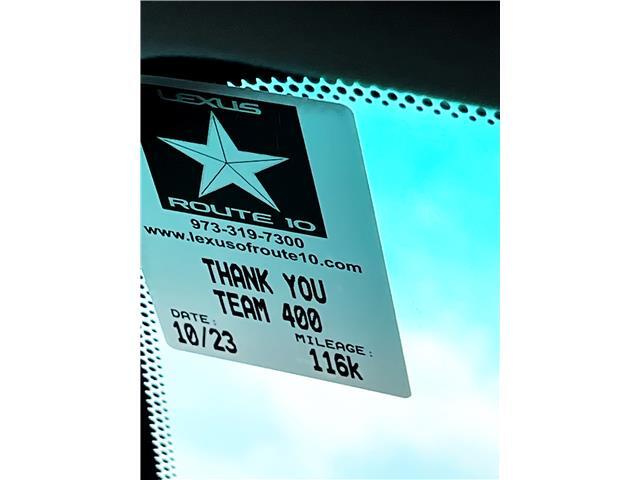 LEXUS
ROUTE 10
973-319-7300
www.lexusofroute10.com
THANK YOU
TEAM 400
DATE: MILEAGE:
10/23 116k